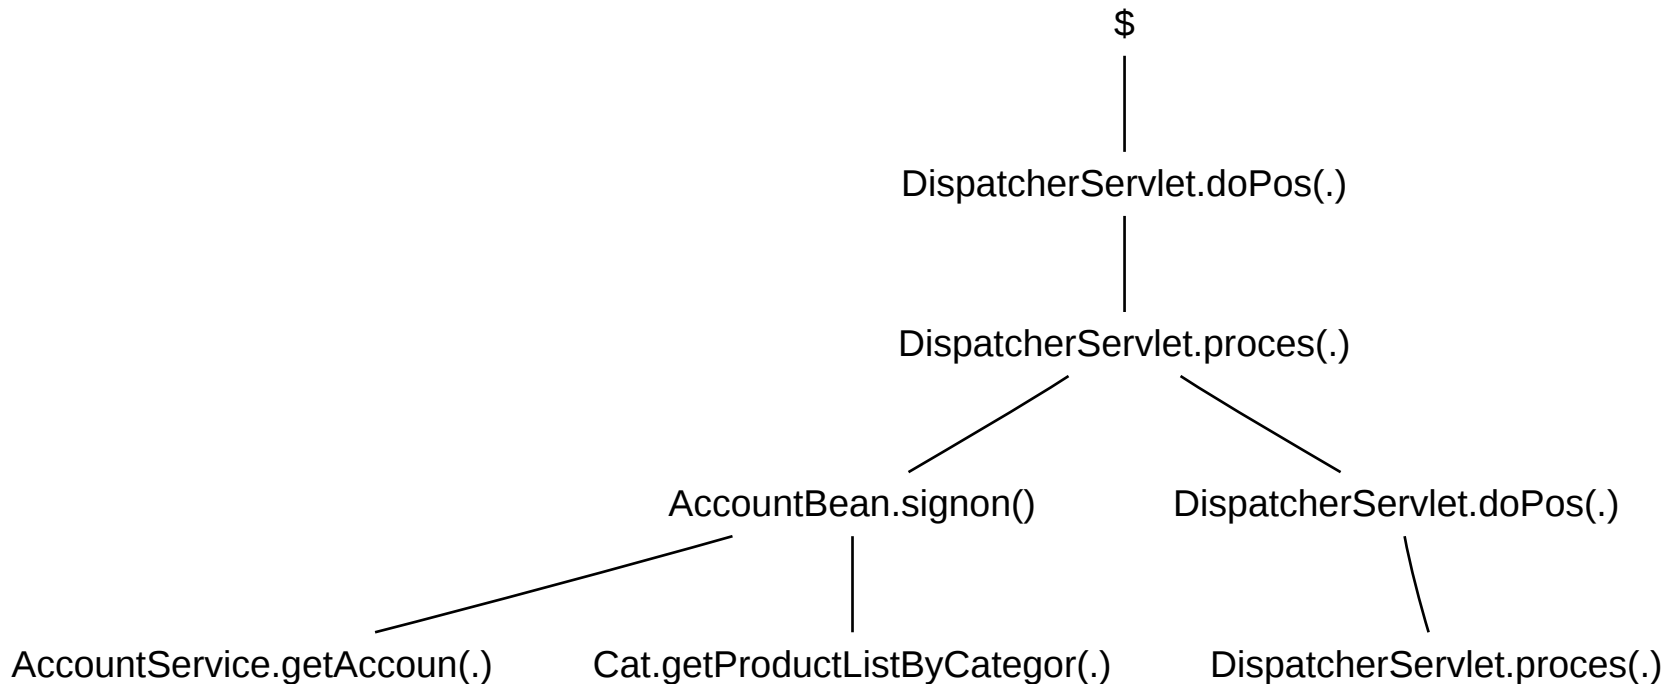 $
DispatcherServlet.doPos(.)
DispatcherServlet.proces(.)
AccountBean.signon() DispatcherServlet.doPos(.)
AccountService.getAccoun(.) Cat.getProductListByCategor(.) DispatcherServlet.proces(.)